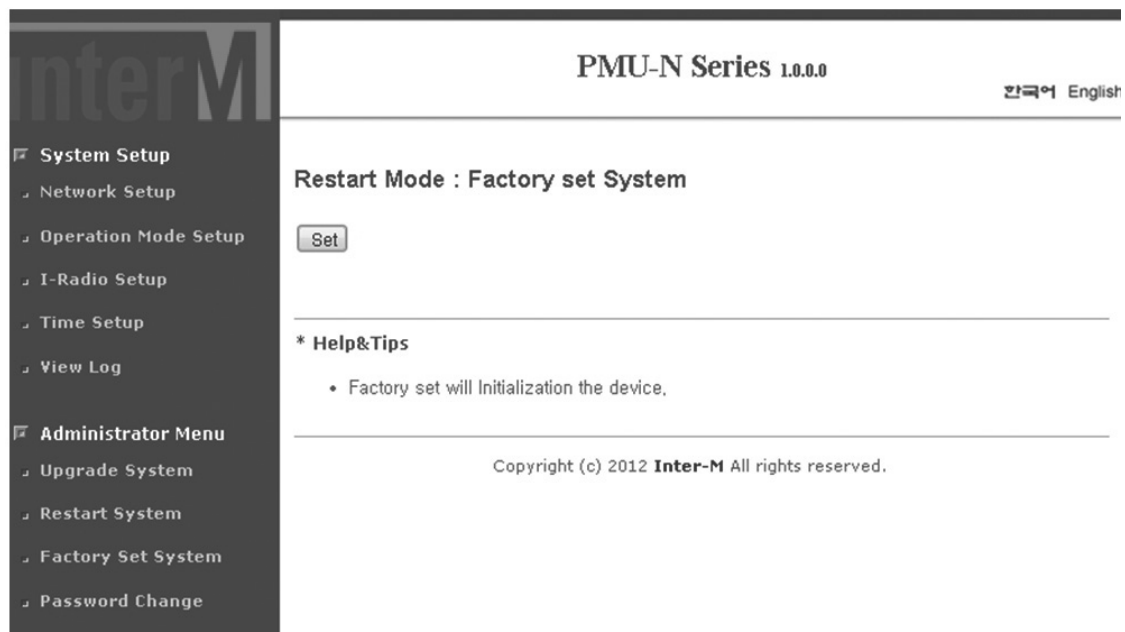 inter M
PMU-N Series 1.0.0.0
한국어 English
System Setup
Network Setup
Operation Mode Setup
I-Radio Setup
Time Setup
View Log
Administrator Menu
Upgrade System
Restart System
Factory Set System
Password Change
Restart Mode : Factory set System
Set
* Help&Tips
• Factory set will Initialization the device,
Copyright (c) 2012 Inter-M All rights reserved.